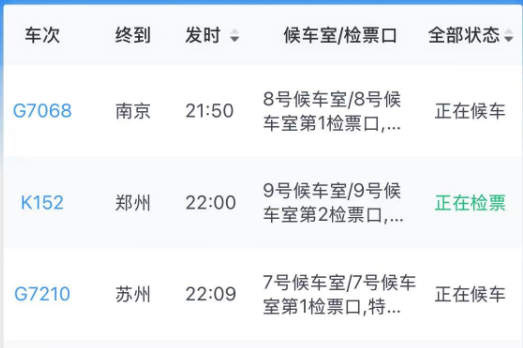 车次 终到 发时 候车室/检票口 全部状态
G7068 南京 21:50 8号候车室/8号候车室第1检票口,... 正在候车
K152 郑州 22:00 9号候车室/9号候车室第2检票口,... 正在检票
G7210 苏州 22:09 7号候车室/7号候车室第1检票口,特... 正在候车